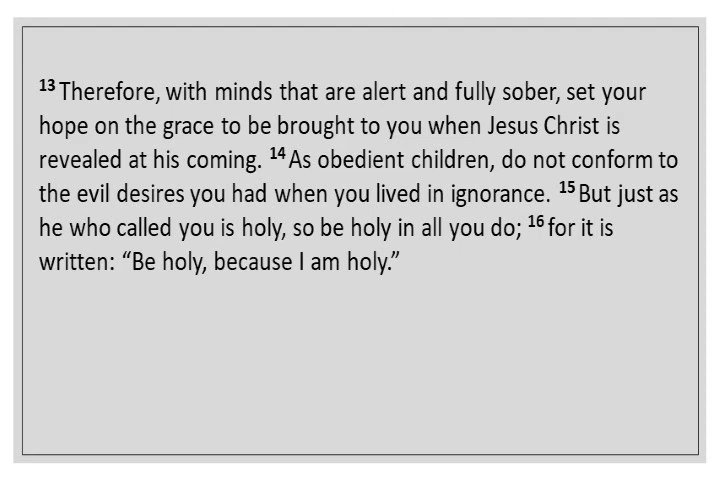 13 Therefore, with minds that are alert and fully sober, set your
hope on the grace to be brought to you when Jesus Christ is
revealed at his coming. 14 As obedient children, do not conform to
the evil desires you had when you lived in ignorance. 15 But just as
he who called you is holy, so be holy in all you do; 16 for it is
written: “Be holy, because I am holy.”